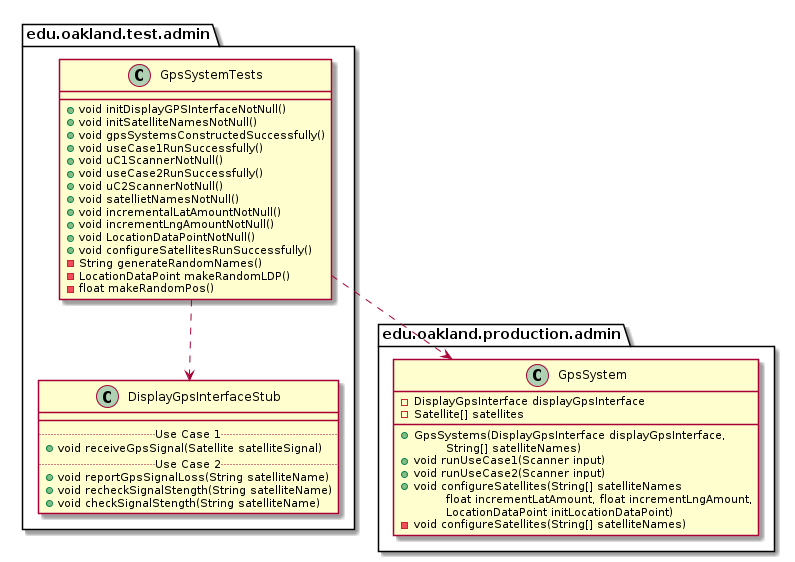 edu.oakland.test.admin
C GpsSystemTests
void initDisplayGPSInterfaceNotNull()
void initSatelliteNamesNotNull()
void gpsSystemsConstructedSuccessfully()
void useCase1RunSuccessfully()
void uC1ScannerNotNull()
void useCase2RunSuccessfully()
void uC2ScannerNotNull()
void satellietNamesNotNull()
void incrementalLatAmountNotNull()
void incrementLngAmountNotNull()
void LocationDataPointNotNull()
void configureSatellitesRunSuccessfully()
String generateRandomNames()
LocationDataPoint makeRandomLDP()
float makeRandomPos()
C DisplayGpsInterfaceStub
Use Case 1
void receiveGpsSignal(Satellite satelliteSignal)
Use Case 2
void reportGpsSignalLoss(String satelliteName)
void recheckSignalStength(String satelliteName)
void checkSignalStength(String satelliteName)
edu.oakland.production.admin
C GpsSystem
DisplayGpsInterface displayGpsInterface
Satellite[] satellites
GpsSystems(DisplayGpsInterface displayGpsInterface,
String[] satelliteNames)
void runUseCase1(Scanner input)
void runUseCase2(Scanner input)
void configureSatellites(String[] satelliteNames
float incrementLatAmount, float incrementLngAmount,
LocationDataPoint initLocationDataPoint)
void configureSatellites(String[] satelliteNames)